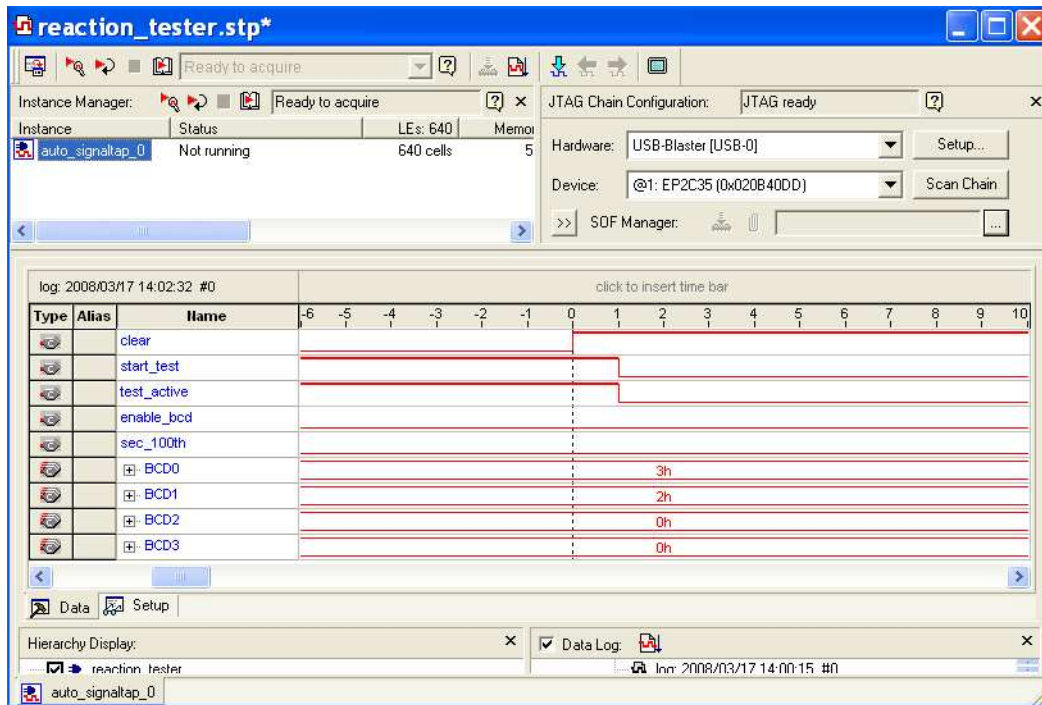 reaction_tester.stp*
Ready to acquire
Instance Manager: Ready to acquire
Instance Status LEs: 640 Memor
auto_signaltap_0 Not running 640 cells 5
JTAG Chain Configuration: JTAG ready
Hardware: USB-Blaster [USB-0] Setup...
Device: @1: EP2C35 (0x020B40DD) Scan Chain
>> SOF Manager: ...
log: 2008/03/17 14:02:32 #0 click to insert time bar
Type Alias Name -6 -5 -4 -3 -2 -1 0 1 2 3 4 5 6 7 8 9 10
clear
start_test
test_active
enable_bcd
sec_100th
BCD0 3h
BCD1 2h
BCD2 0h
BCD3 0h
Data Setup
Hierarchy Display:
reaction_tester
Data Log:
log: 2008/03/17 14:00:15 #0
auto_signaltap_0